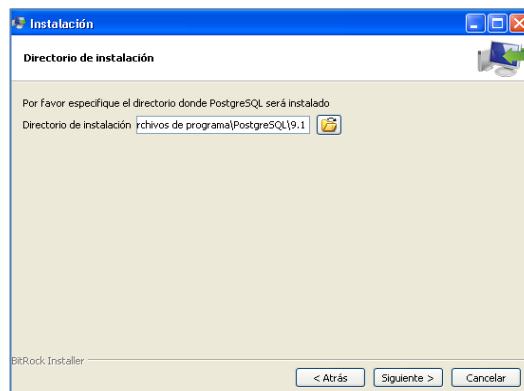 Instalación
Directorio de instalación
Por favor especifique el directorio donde PostgreSQL será instalado
Directorio de instalación rchivos de programa\PostgreSQL\9.1
BitRock Installer
< Atrás Siguiente > Cancelar